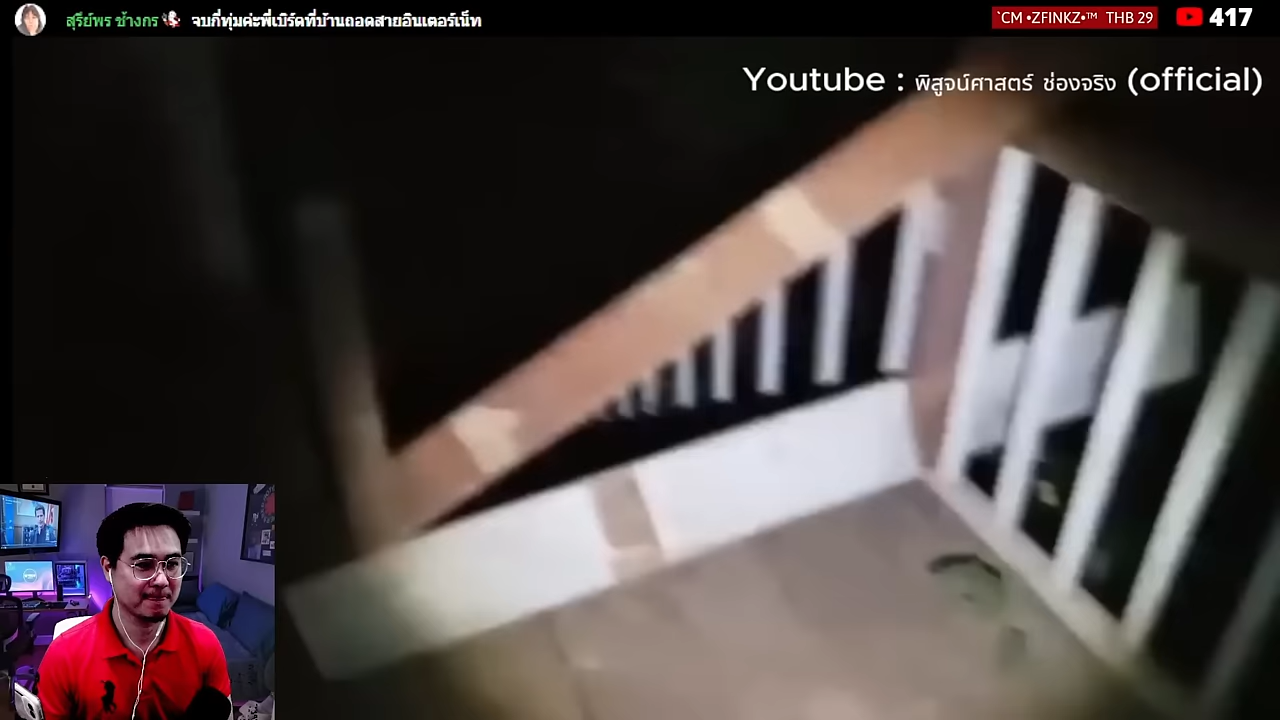 สุรีย์พร ช้างกร จบกี่ทุ่มค่ะพี่เบิร์ดที่บ้านถอดสายอินเตอร์เน็ท
`CM •ZFINKZ•™ THB 29
417
Youtube : พิสูจน์ศาสตร์ ช่องจริง (official)